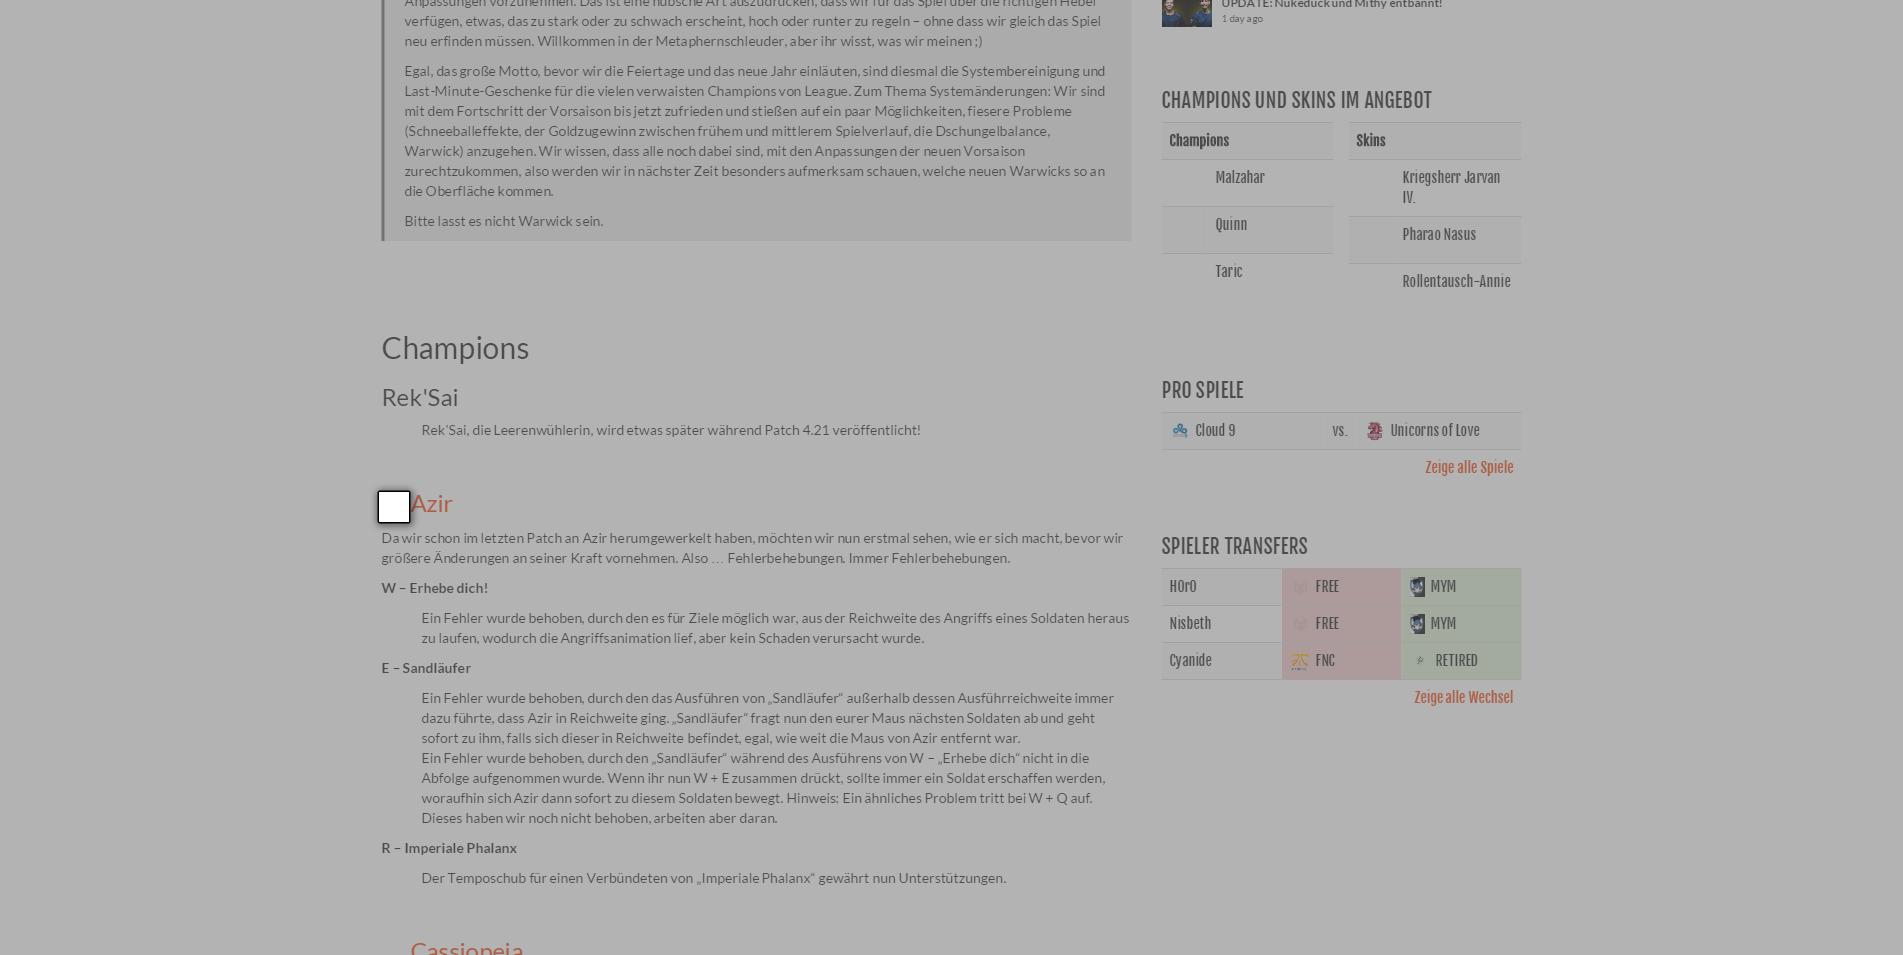 Anpassungen vorzunehmen. Das ist eine hübsche Art auszudrücken, dass wir für das Spiel über die richtigen Hebel
verfügen, etwas, das zu stark oder zu schwach erscheint, hoch oder runter zu regeln – ohne dass wir gleich das Spiel
neu erfinden müssen. Willkommen in der Metaphernschleuder, aber ihr wisst, was wir meinen ;)
Egal, das große Motto, bevor wir die Feiertage und das neue Jahr einläuten, sind diesmal die Systembereinigung und
Last-Minute-Geschenke für die vielen verwaisten Champions von League. Zum Thema Systemänderungen: Wir sind
mit dem Fortschritt der Vorsaison bis jetzt zufrieden und stießen auf ein paar Möglichkeiten, fiesere Probleme
(Schneeballeffekte, der Goldzugewinn zwischen frühem und mittlerem Spielverlauf, die Dschungelbalance,
Warwick) anzugehen. Wir wissen, dass alle noch dabei sind, mit den Anpassungen der neuen Vorsaison
zurechtzukommen, also werden wir in nächster Zeit besonders aufmerksam schauen, welche neuen Warwicks so an
die Oberfläche kommen.
Bitte lasst es nicht Warwick sein.
Champions
Rek'Sai
Rek'Sai, die Leerenwühlerin, wird etwas später während Patch 4.21 veröffentlicht!
Azir
Da wir schon im letzten Patch an Azir herumgewerkelt haben, möchten wir nun erstmal sehen, wie er sich macht, bevor wir
größere Änderungen an seiner Kraft vornehmen. Also … Fehlerbehebungen. Immer Fehlerbehebungen.
W – Erhebe dich!
Ein Fehler wurde behoben, durch den es für Ziele möglich war, aus der Reichweite des Angriffs eines Soldaten heraus
zu laufen, wodurch die Angriffsanimation lief, aber kein Schaden verursacht wurde.
E – Sandläufer
Ein Fehler wurde behoben, durch den das Ausführen von „Sandläufer“ außerhalb dessen Ausführreichweite immer
dazu führte, dass Azir in Reichweite ging. „Sandläufer“ fragt nun den eurer Maus nächsten Soldaten ab und geht
sofort zu ihm, falls sich dieser in Reichweite befindet, egal, wie weit die Maus von Azir entfernt war.
Ein Fehler wurde behoben, durch den „Sandläufer“ während des Ausführens von W – „Erhebe dich“ nicht in die
Abfolge aufgenommen wurde. Wenn ihr nun W + E zusammen drückt, sollte immer ein Soldat erschaffen werden,
woraufhin sich Azir dann sofort zu diesem Soldaten bewegt. Hinweis: Ein ähnliches Problem tritt bei W + Q auf.
Dieses haben wir noch nicht behoben, arbeiten aber daran.
R – Imperiale Phalanx
Der Temposchub für einen Verbündeten von „Imperiale Phalanx“ gewährt nun Unterstützungen.
Cassiopeia
UPDATE: Nukeduck und Mithy entbannt!
1 day ago
CHAMPIONS UND SKINS IM ANGEBOT
Champions
Malzahar
Quinn
Taric
Skins
Kriegsherr Jarvan
IV.
Pharao Nasus
Rollentausch-Annie
PRO SPIELE
Cloud 9 vs. Unicorns of Love
Zeige alle Spiele
SPIELER TRANSFERS
H0r0 FREE MYM
Nisbeth FREE MYM
Cyanide FNC RETIRED
Zeige alle Wechsel